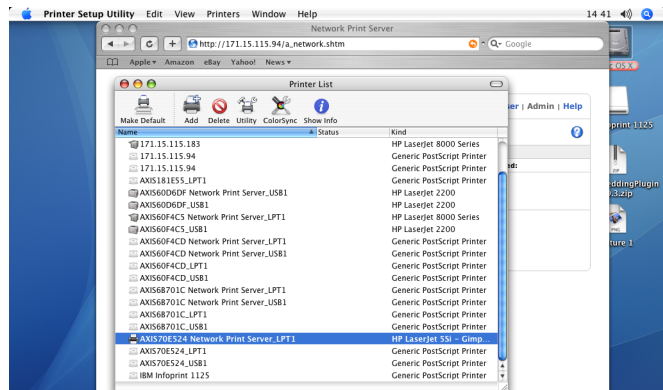 Printer Setup Utility Edit View Printers Window Help 14 41
Network Print Server
http://171.15.115.94/a_network.shtm Q- Google
Apple Amazon eBay Yahoo! News
Printer List
OS X
Make Default Add Delete Utility ColorSync Show Info
| Admin | Help
Name Status Kind
171.15.115.183 HP LaserJet 8000 Series
171.15.115.94 Generic PostScript Printer
171.15.115.94 Generic PostScript Printer
AXIS181E55_LPT1 Generic PostScript Printer
AXIS60D6DF Network Print Server_USB1 HP LaserJet 2200
AXIS60D6DF_USB1 HP LaserJet 2200
AXIS60F4C5 Network Print Server_LPT1 HP LaserJet 8000 Series
AXIS60F4C5_USB1 HP LaserJet 2200
AXIS60F4CD Network Print Server_LPT1 Generic PostScript Printer
AXIS60F4CD Network Print Server_USB1 Generic PostScript Printer
AXIS60F4CD_LPT1 Generic PostScript Printer
AXIS60F4CD_USB1 Generic PostScript Printer
AXIS6B701C Network Print Server_LPT1 Generic PostScript Printer
AXIS6B701C Network Print Server_USB1 Generic PostScript Printer
AXIS6B701C_LPT1 Generic PostScript Printer
AXIS6B701C_USB1 Generic PostScript Printer
AXIS70E524 Network Print Server_LPT1 HP LaserJet 5Si - Gimp...
AXIS70E524_LPT1 Generic PostScript Printer
AXIS70E524_USB1 Generic PostScript Printer
IBM Infoprint 1125 Generic PostScript Printer
oprint 1125
ZIP
eddingPlugin
.3.zip
PNG
ture 1